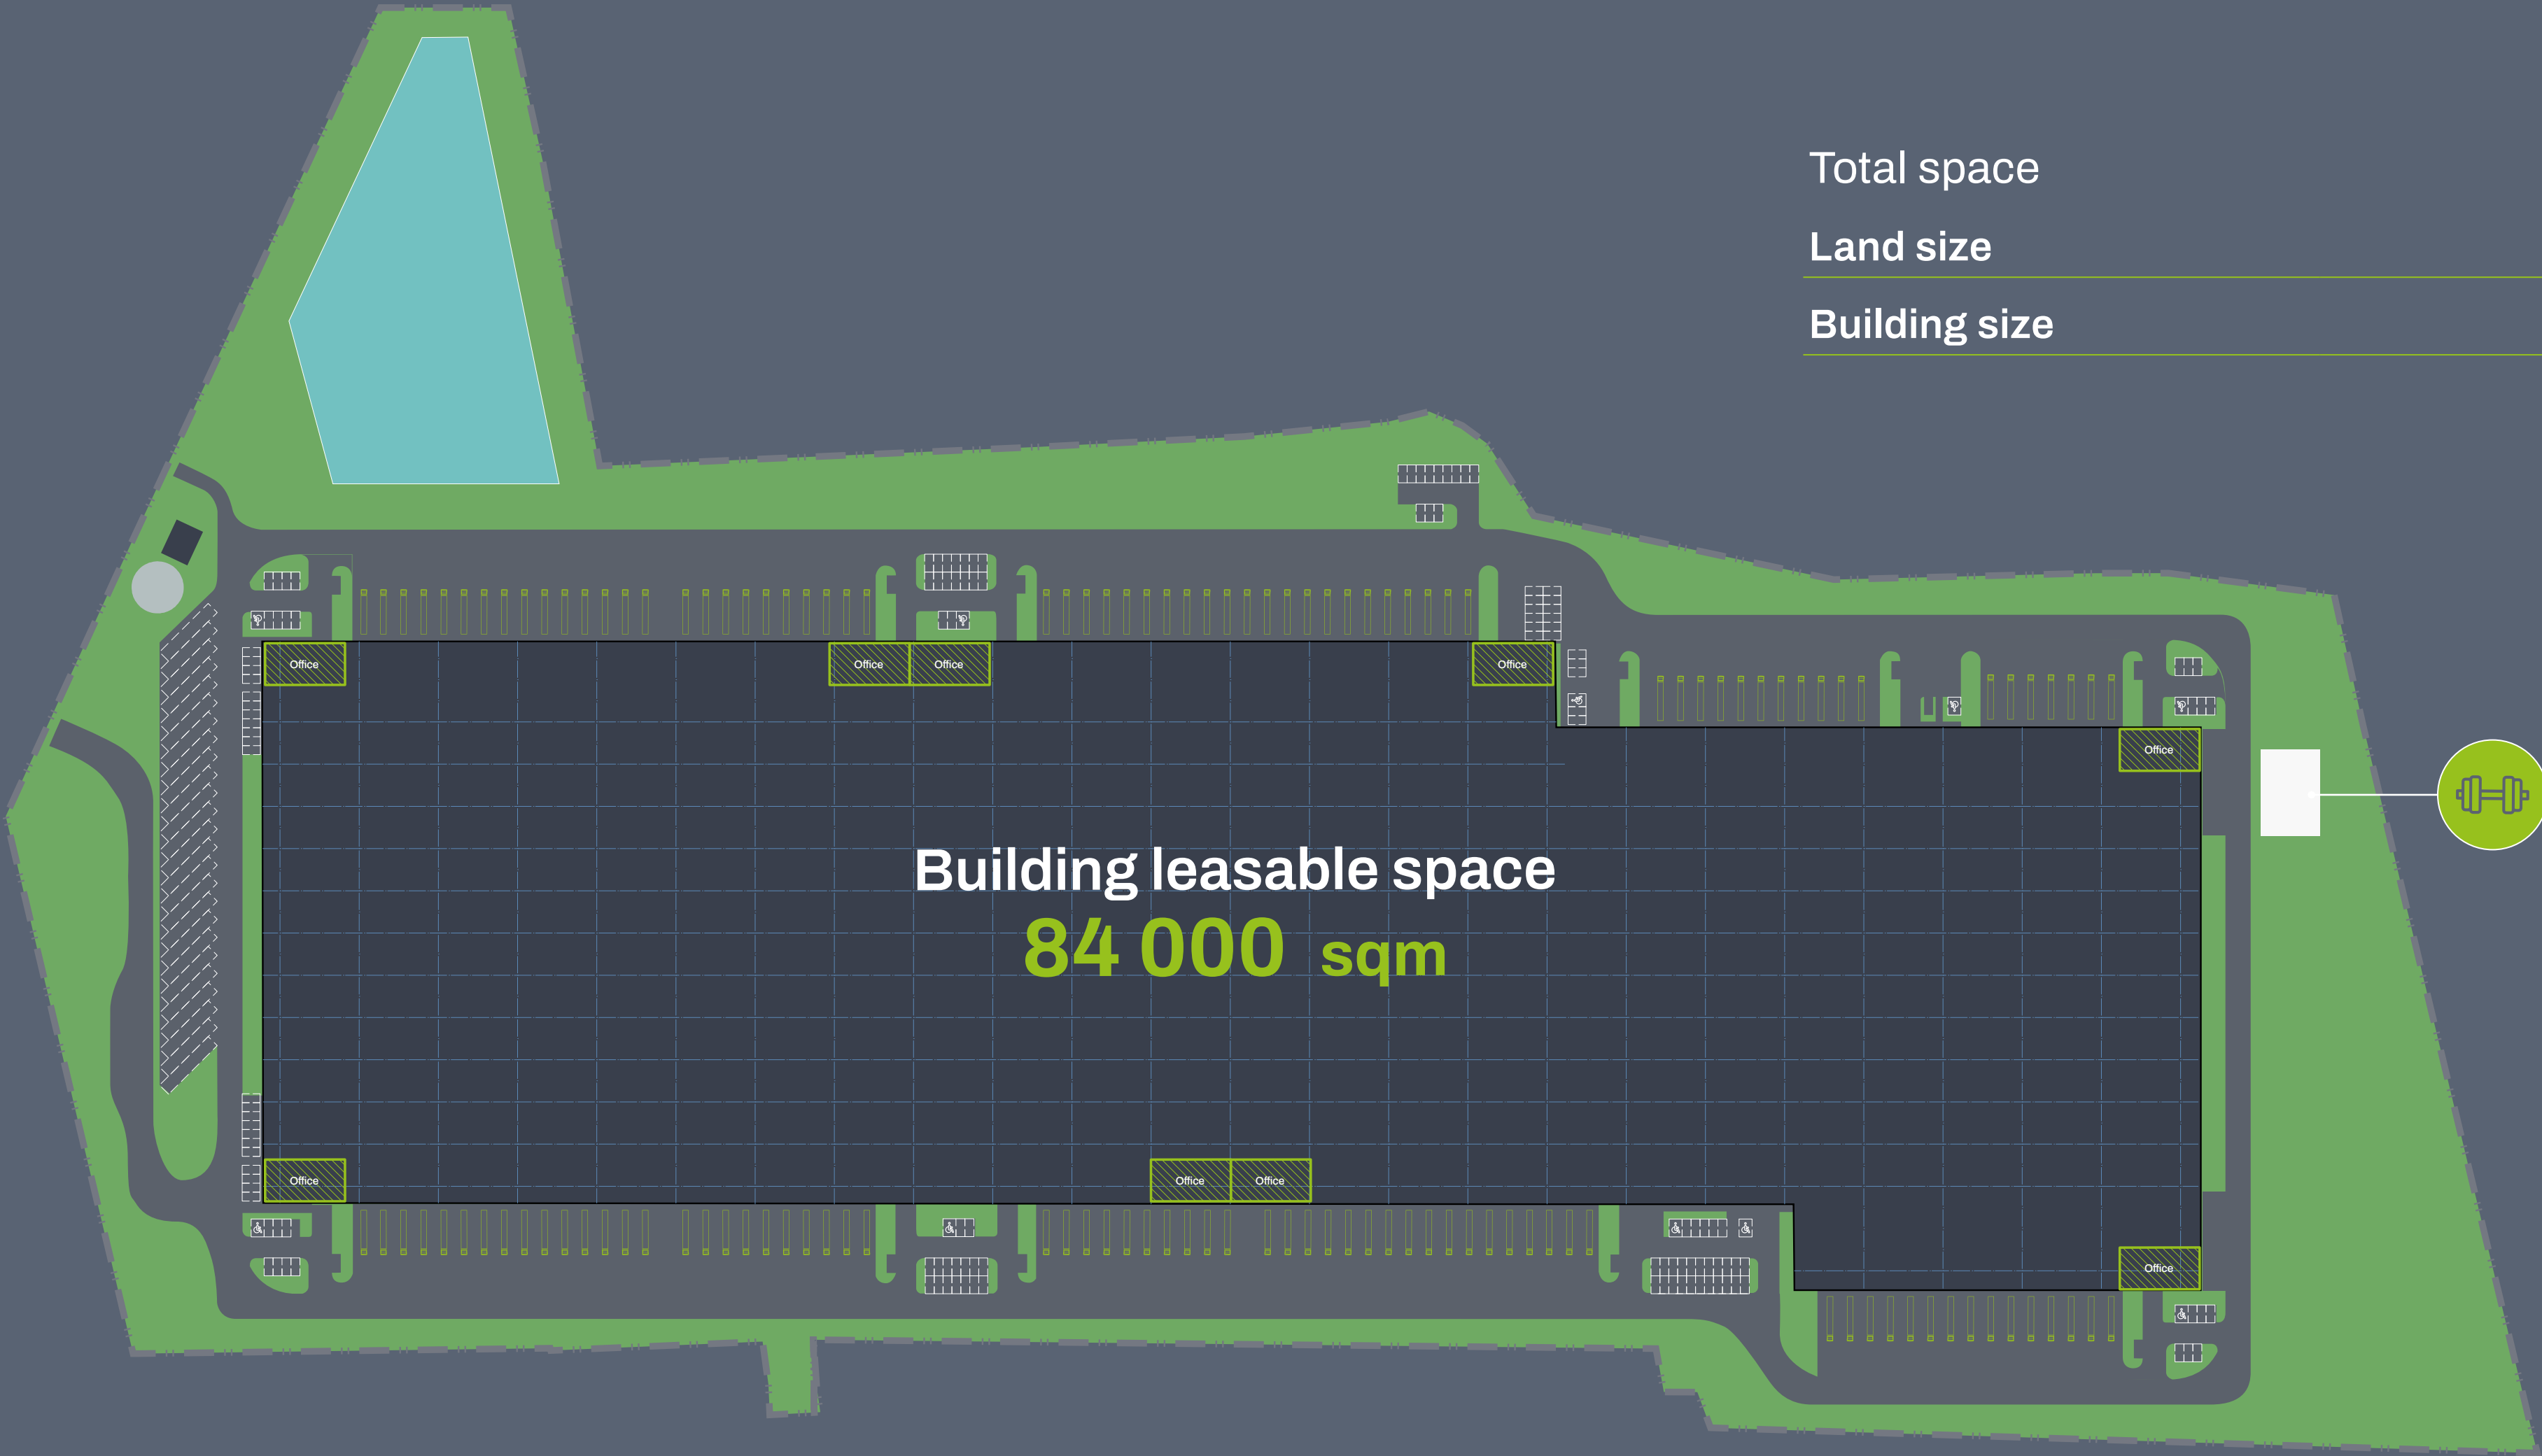 Total space
Land size
Building size
Office
Office
Office
Office
Office
Building leasable space
84 000 sqm
Office
Office
Office
Office